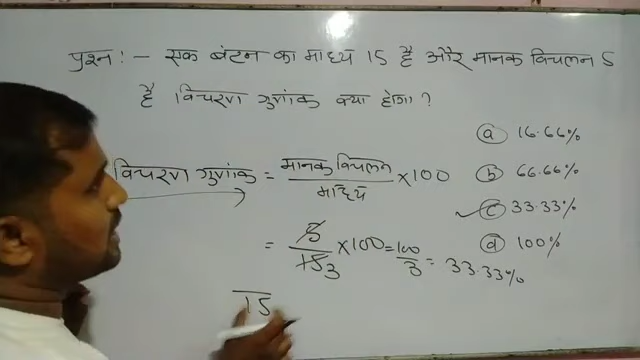 प्रश्न :- एक बंटन का माध्य 15 है और मानक विचलन 5
है विचरण गुणांक क्या होगा ?
(a) 16.66%
(b) 66.66%
(c) 33.33%
(d) 100%
विचरण गुणांक = मानक विचलन / माध्य × 100
= 5 / 15 3 × 100 = 100 / 3 = 33.33%
15